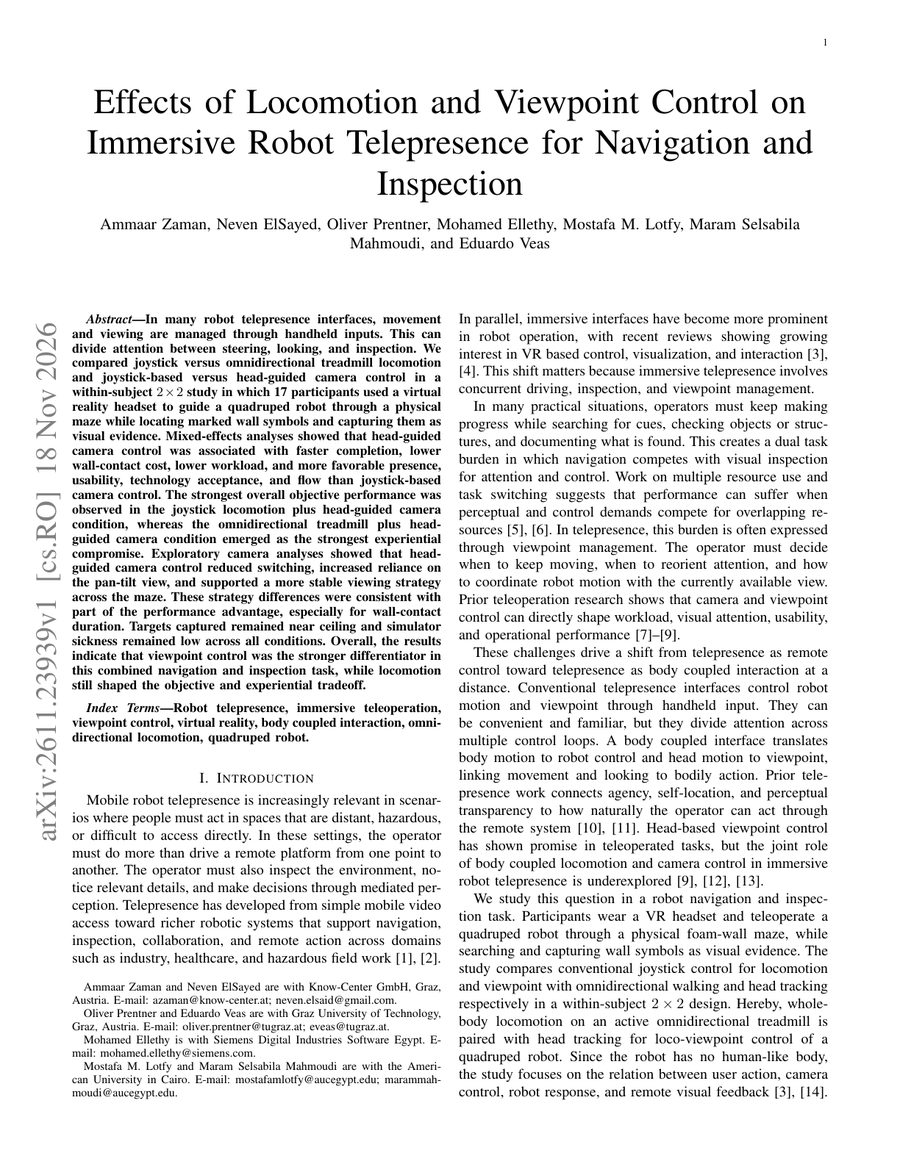 1
Effects of Locomotion and Viewpoint Control on
Immersive Robot Telepresence for Navigation and
Inspection
Ammaar Zaman, Neven ElSayed, Oliver Prentner, Mohamed Ellethy, Mostafa M. Lotfy, Maram Selsabila
Mahmoudi, and Eduardo Veas
arXiv:2611.23939v1 [cs.RO] 18 Nov 2026
Abstract—In many robot telepresence interfaces, movement
and viewing are managed through handheld inputs. This can
divide attention between steering, looking, and inspection. We
compared joystick versus omnidirectional treadmill locomotion
and joystick-based versus head-guided camera control in a
within-subject 2 × 2 study in which 17 participants used a virtual
reality headset to guide a quadruped robot through a physical
maze while locating marked wall symbols and capturing them as
visual evidence. Mixed-effects analyses showed that head-guided
camera control was associated with faster completion, lower
wall-contact cost, lower workload, and more favorable presence,
usability, technology acceptance, and flow than joystick-based
camera control. The strongest overall objective performance was
observed in the joystick locomotion plus head-guided camera
condition, whereas the omnidirectional treadmill plus head-
guided camera condition emerged as the strongest experiential
compromise. Exploratory camera analyses showed that head-
guided camera control reduced switching, increased reliance on
the pan-tilt view, and supported a more stable viewing strategy
across the maze. These strategy differences were consistent with
part of the performance advantage, especially for wall-contact
duration. Targets captured remained near ceiling and simulator
sickness remained low across all conditions. Overall, the results
indicate that viewpoint control was the stronger differentiator in
this combined navigation and inspection task, while locomotion
still shaped the objective and experiential tradeoff.
Index Terms—Robot telepresence, immersive teleoperation,
viewpoint control, virtual reality, body coupled interaction, omni-
directional locomotion, quadruped robot.
I. INTRODUCTION
Mobile robot telepresence is increasingly relevant in scenar-
ios where people must act in spaces that are distant, hazardous,
or difficult to access directly. In these settings, the operator
must do more than drive a remote platform from one point to
another. The operator must also inspect the environment, no-
tice relevant details, and make decisions through mediated per-
ception. Telepresence has developed from simple mobile video
access toward richer robotic systems that support navigation,
inspection, collaboration, and remote action across domains
such as industry, healthcare, and hazardous field work [1], [2].
Ammaar Zaman and Neven ElSayed are with Know-Center GmbH, Graz,
Austria. E-mail: azaman@know-center.at; neven.elsaid@gmail.com.
Oliver Prentner and Eduardo Veas are with Graz University of Technology,
Graz, Austria. E-mail: oliver.prentner@tugraz.at; eveas@tugraz.at.
Mohamed Ellethy is with Siemens Digital Industries Software Egypt. E-
mail: mohamed.ellethy@siemens.com.
Mostafa M. Lotfy and Maram Selsabila Mahmoudi are with the Ameri-
can University in Cairo. E-mail: mostafamlotfy@aucegypt.edu; marammah-
moudi@aucegypt.edu.
In parallel, immersive interfaces have become more prominent
in robot operation, with recent reviews showing growing
interest in VR based control, visualization, and interaction [3],
[4]. This shift matters because immersive telepresence involves
concurrent driving, inspection, and viewpoint management.
In many practical situations, operators must keep making
progress while searching for cues, checking objects or struc-
tures, and documenting what is found. This creates a dual task
burden in which navigation competes with visual inspection
for attention and control. Work on multiple resource use and
task switching suggests that performance can suffer when
perceptual and control demands compete for overlapping re-
sources [5], [6]. In telepresence, this burden is often expressed
through viewpoint management. The operator must decide
when to keep moving, when to reorient attention, and how
to coordinate robot motion with the currently available view.
Prior teleoperation research shows that camera and viewpoint
control can directly shape workload, visual attention, usability,
and operational performance [7]–[9].
These challenges drive a shift from telepresence as remote
control toward telepresence as body coupled interaction at a
distance. Conventional telepresence interfaces control robot
motion and viewpoint through handheld input. They can
be convenient and familiar, but they divide attention across
multiple control loops. A body coupled interface translates
body motion to robot control and head motion to viewpoint,
linking movement and looking to bodily action. Prior tele-
presence work connects agency, self-location, and perceptual
transparency to how naturally the operator can act through
the remote system [10], [11]. Head-based viewpoint control
has shown promise in teleoperated tasks, but the joint role
of body coupled locomotion and camera control in immersive
robot telepresence is underexplored [9], [12], [13].
We study this question in a robot navigation and inspec-
tion task. Participants wear a VR headset and teleoperate a
quadruped robot through a physical foam-wall maze, while
searching and capturing wall symbols as visual evidence. The
study compares conventional joystick control for locomotion
and viewpoint with omnidirectional walking and head tracking
respectively in a within-subject 2 × 2 design. Hereby, whole-
body locomotion on an active omnidirectional treadmill is
paired with head tracking for loco-viewpoint control of a
quadruped robot. Since the robot has no human-like body,
the study focuses on the relation between user action, camera
control, robot response, and remote visual feedback [3], [14].